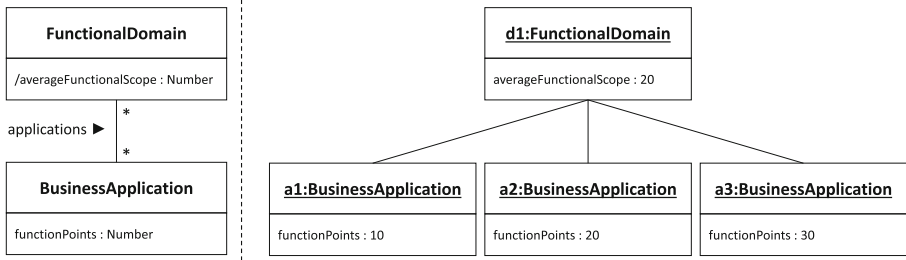 FunctionalDomain
/averageFunctionalScope : Number
*
applications ▶
*
BusinessApplication
functionPoints : Number
d1:FunctionalDomain
averageFunctionalScope : 20
a1:BusinessApplication
functionPoints : 10
a2:BusinessApplication
functionPoints : 20
a3:BusinessApplication
functionPoints : 30